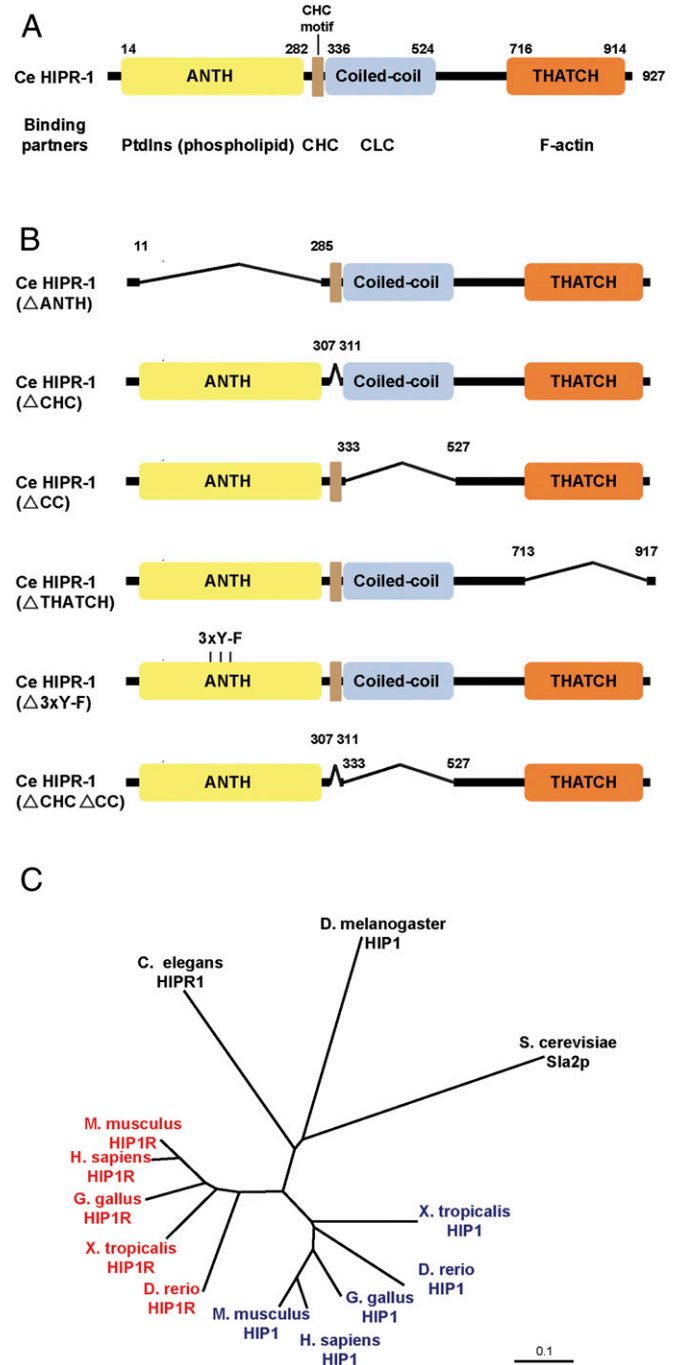 A
CHC
motif
14 282 336 524 716 914
Ce HIPR-1 ANTH Coiled-coil THATCH 927
Binding
partners PtdIns (phospholipid) CHC CLC F-actin
B
11 285
Ce HIPR-1 Coiled-coil THATCH
(△ANTH)
307 311
Ce HIPR-1 ANTH Coiled-coil THATCH
(△CHC)
333 527
Ce HIPR-1 ANTH THATCH
(△CC)
713 917
Ce HIPR-1 ANTH Coiled-coil
(△THATCH)
3xY-F
Ce HIPR-1 ANTH Coiled-coil THATCH
(△3xY-F)
307 311
333 527
Ce HIPR-1 ANTH THATCH
(△CHC △CC)
C
D. melanogaster
HIP1
C. elegans
HIPR1
S. cerevisiae
Sla2p
M. musculus
HIP1R
H. sapiens
HIP1R
G. gallus
HIP1R
X. tropicalis
HIP1R
D. rerio
HIP1R
X. tropicalis
HIP1
D. rerio
HIP1
G. gallus
HIP1
M. musculus
HIP1
H. sapiens
HIP1
0.1